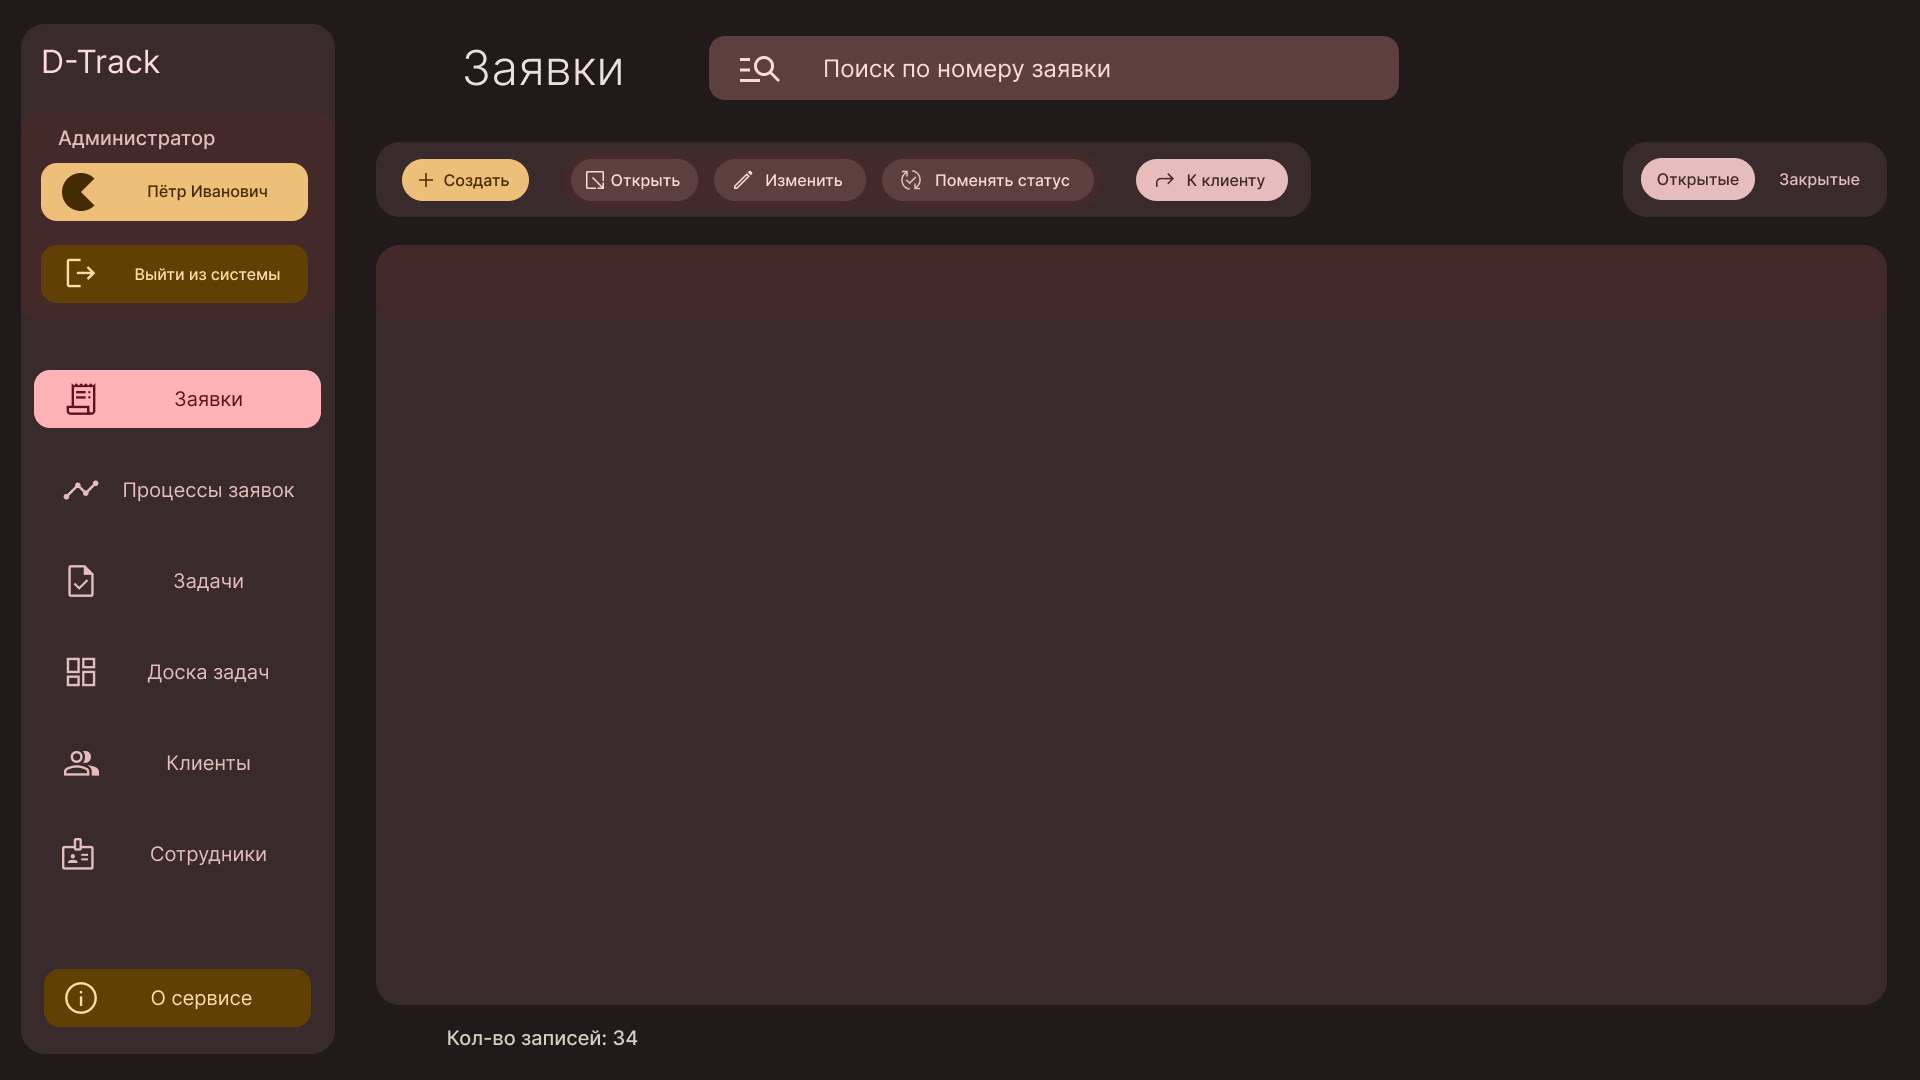 D-Track
Администратор
Пётр Иванович
Выйти из системы
Заявки
Процессы заявок
Задачи
Доска задач
Клиенты
Сотрудники
О сервисе
Заявки
Поиск по номеру заявки
Создать
Открыть
Изменить
Поменять статус
К клиенту
Открытые
Закрытые
Кол-во записей: 34